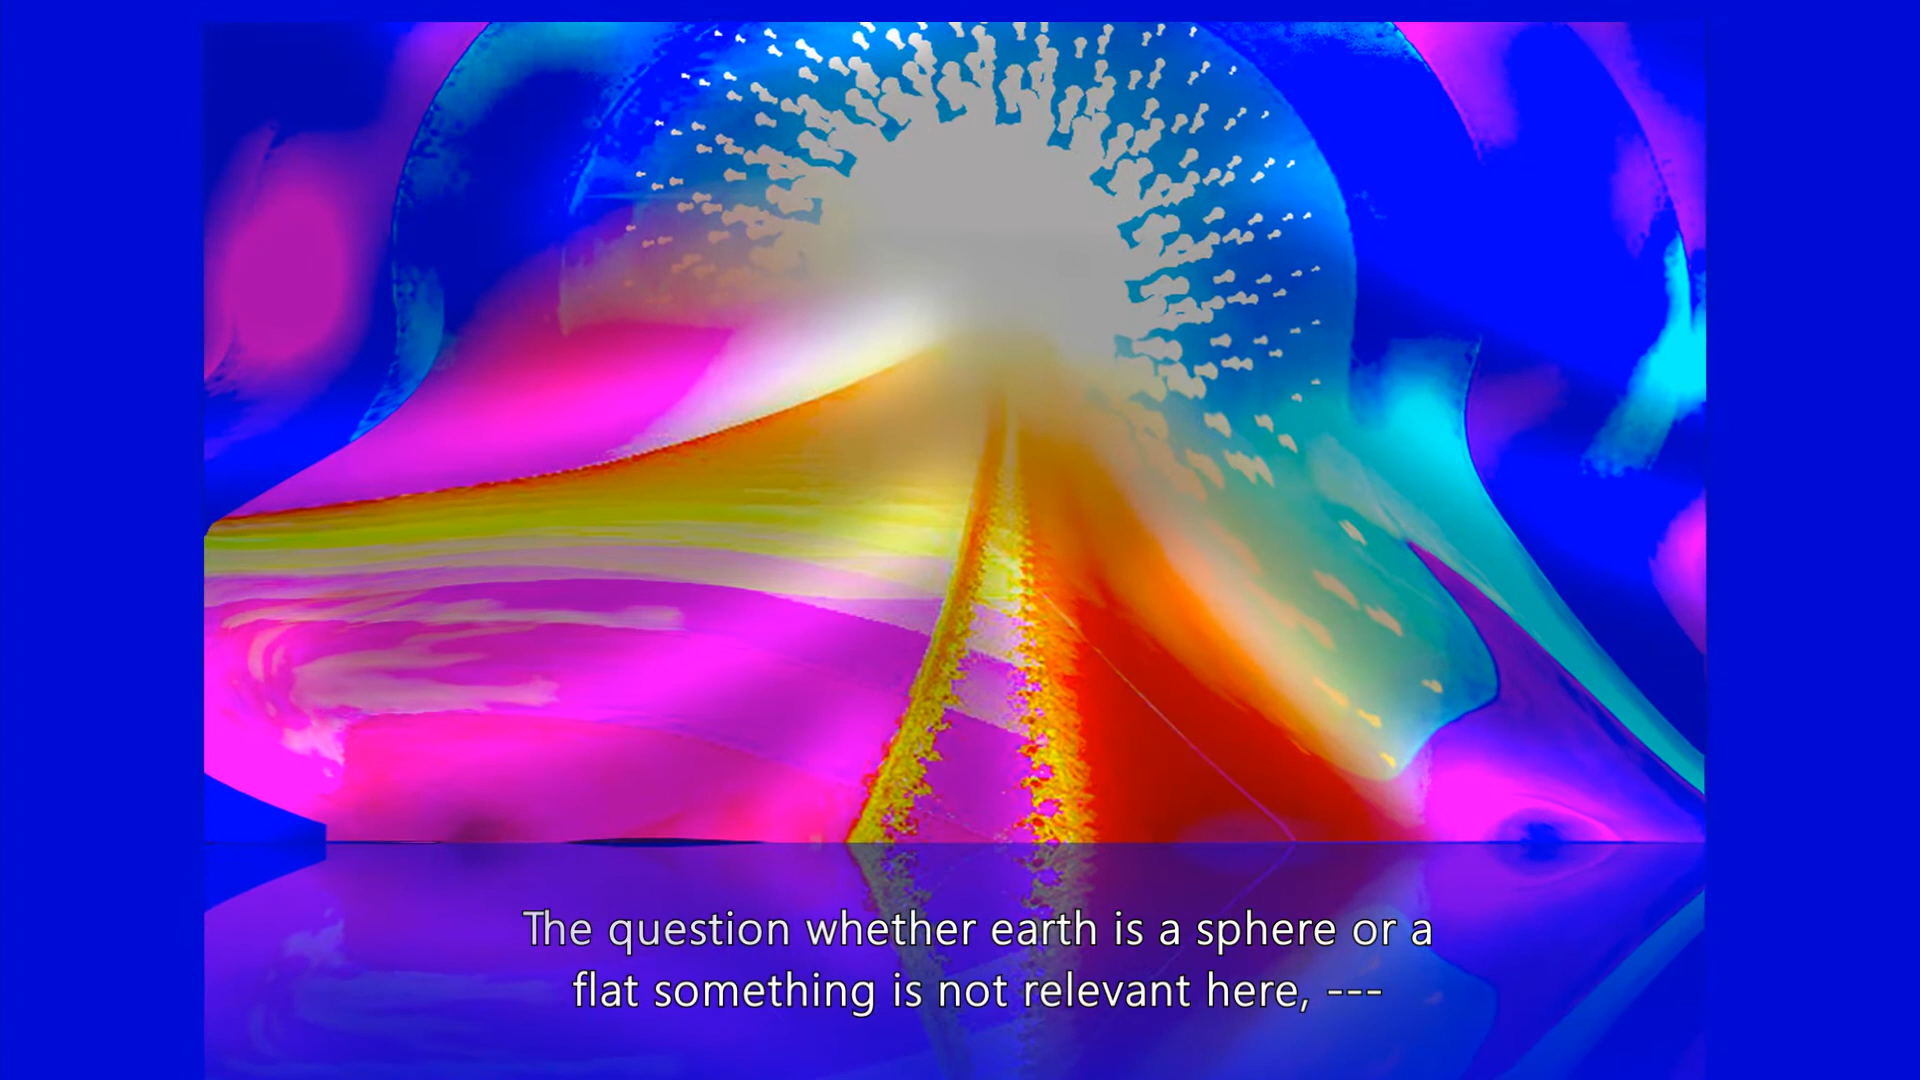 The question whether earth is a sphere or a
flat something is not relevant here, ---